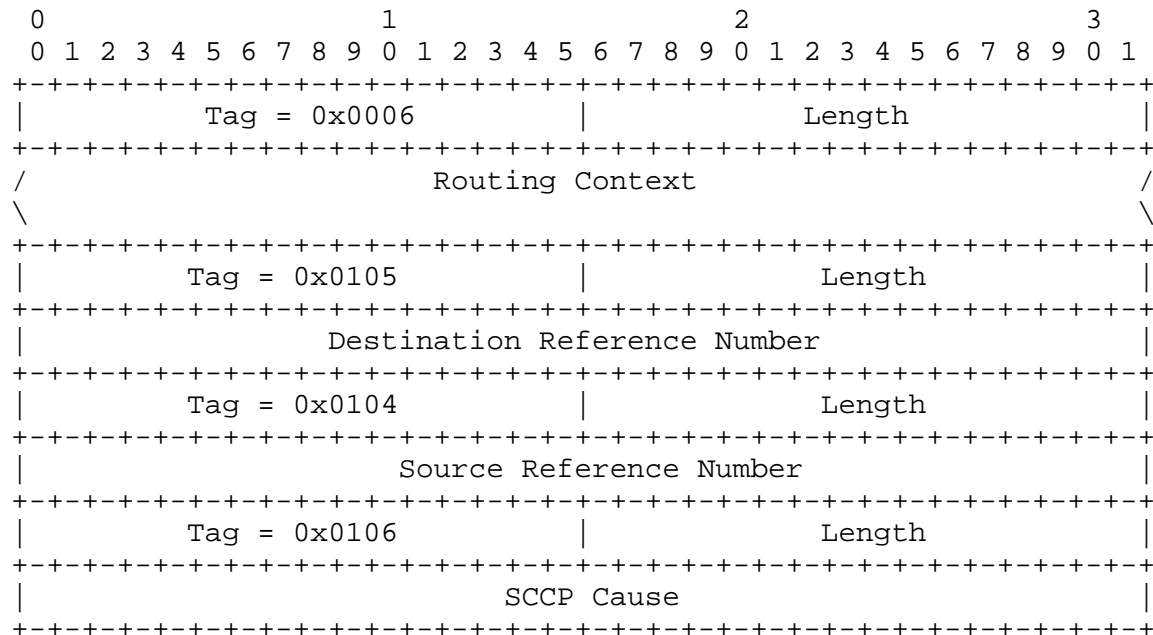 0                   1                   2                   3
 0 1 2 3 4 5 6 7 8 9 0 1 2 3 4 5 6 7 8 9 0 1 2 3 4 5 6 7 8 9 0 1
+-+-+-+-+-+-+-+-+-+-+-+-+-+-+-+-+-+-+-+-+-+-+-+-+-+-+-+-+-+-+-+-+
|          Tag = 0x0006         |            Length             |
+-+-+-+-+-+-+-+-+-+-+-+-+-+-+-+-+-+-+-+-+-+-+-+-+-+-+-+-+-+-+-+-+
/                       Routing Context                         /
\                                                               \
+-+-+-+-+-+-+-+-+-+-+-+-+-+-+-+-+-+-+-+-+-+-+-+-+-+-+-+-+-+-+-+-+
|         Tag = 0x0105          |             Length            |
+-+-+-+-+-+-+-+-+-+-+-+-+-+-+-+-+-+-+-+-+-+-+-+-+-+-+-+-+-+-+-+-+
|                 Destination Reference Number                  |
+-+-+-+-+-+-+-+-+-+-+-+-+-+-+-+-+-+-+-+-+-+-+-+-+-+-+-+-+-+-+-+-+
|         Tag = 0x0104          |             Length            |
+-+-+-+-+-+-+-+-+-+-+-+-+-+-+-+-+-+-+-+-+-+-+-+-+-+-+-+-+-+-+-+-+
|                     Source Reference Number                   |
+-+-+-+-+-+-+-+-+-+-+-+-+-+-+-+-+-+-+-+-+-+-+-+-+-+-+-+-+-+-+-+-+
|         Tag = 0x0106          |             Length            |
+-+-+-+-+-+-+-+-+-+-+-+-+-+-+-+-+-+-+-+-+-+-+-+-+-+-+-+-+-+-+-+-+
|                           SCCP Cause                          |
+-+-+-+-+-+-+-+-+-+-+-+-+-+-+-+-+-+-+-+-+-+-+-+-+-+-+-+-+-+-+-+-+